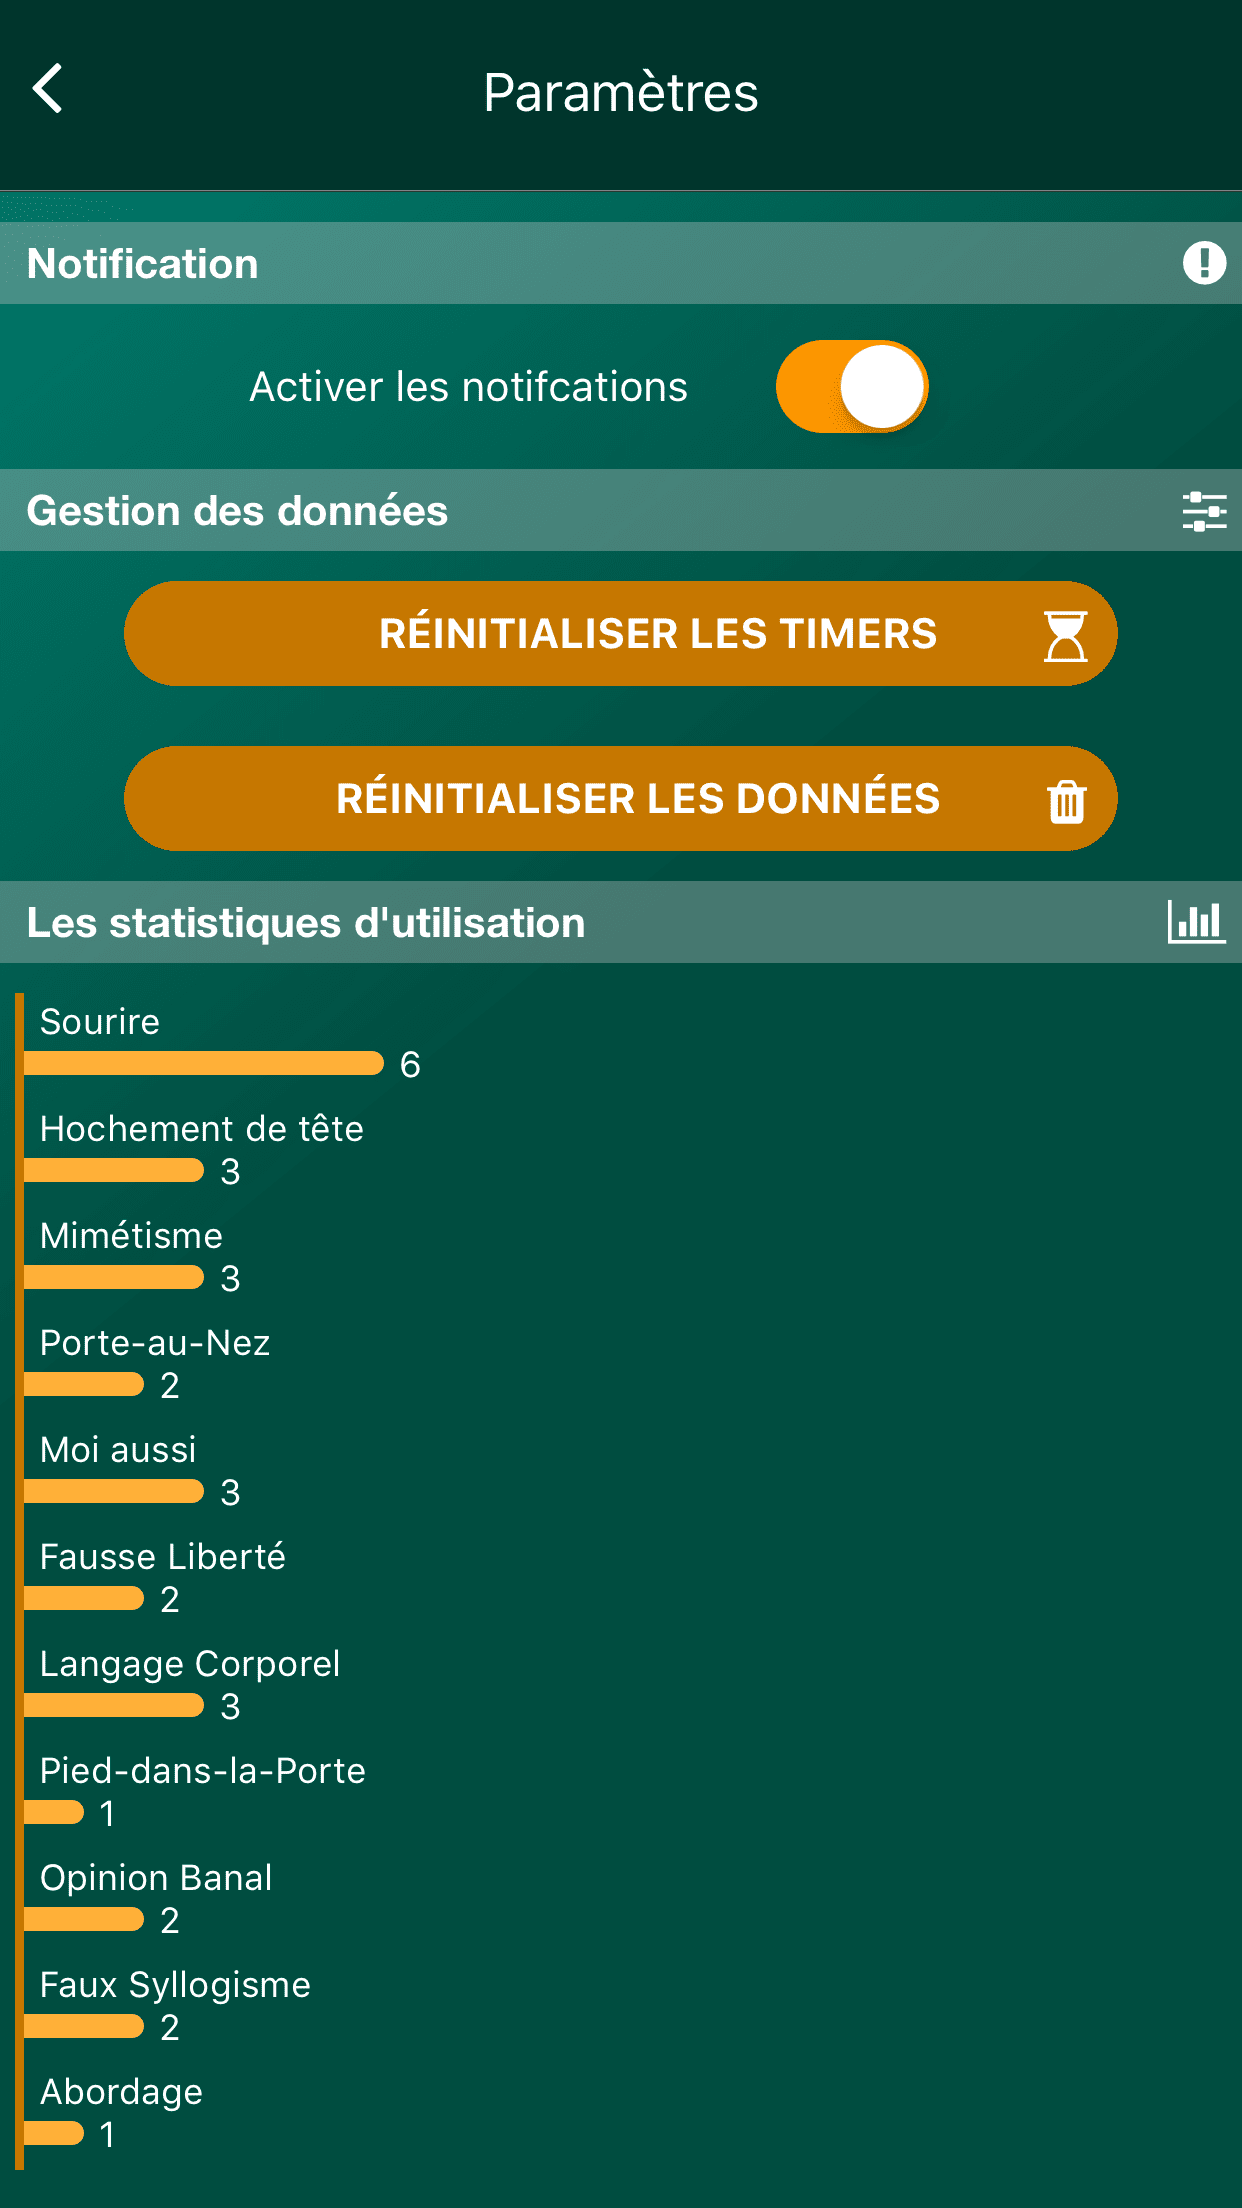 Paramètres
Notification
Activer les notifcations
Gestion des données
RÉINITIALISER LES TIMERS
RÉINITIALISER LES DONNÉES
Les statistiques d'utilisation
Sourire
6
Hochement de tête
3
Mimétisme
3
Porte-au-Nez
2
Moi aussi
3
Fausse Liberté
2
Langage Corporel
3
Pied-dans-la-Porte
1
Opinion Banal
2
Faux Syllogisme
2
Abordage
1